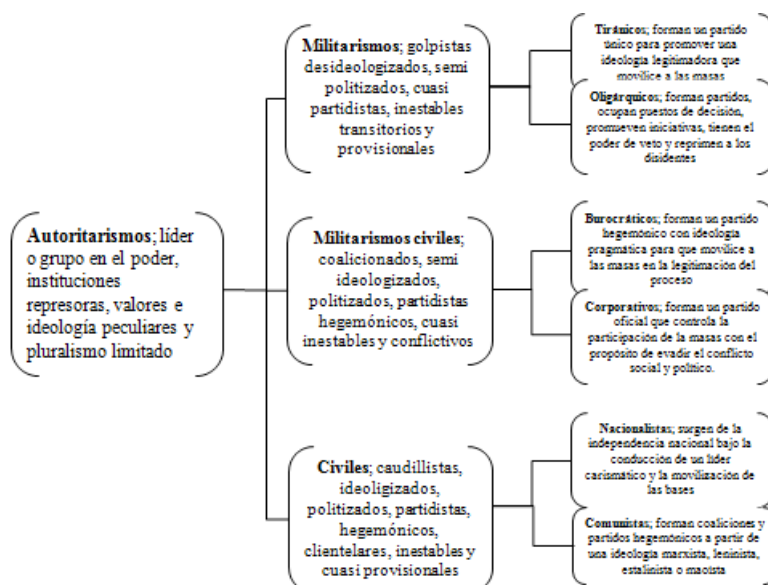 Autoritarismos; líder
o grupo en el poder,
instituciones
represoras, valores e
ideología peculiares y
pluralismo limitado
Militarismos; golpistas
desideologizados, semi
politizados, cuasi
partidistas, inestables
transitorios y
provisionales
Tiránicos; forman un partido
único para promover una
ideología legitimadora que
movilice a las masas
Oligárquicos; forman partidos,
ocupan puestos de decisión,
promueven iniciativas, tienen el
poder de veto y reprimen a los
disidentes
Militarismos civiles;
coalicionados, semi
ideologizados,
politizados, partidistas
hegemónicos, cuasi
inestables y conflictivos
Burocráticos; forman un partido
hegemónico con ideología
pragmática para que movilice a
a las masas en la legitimación del
proceso
Corporativos; forman un partido
oficial que controla la
participación de la masas con el
propósito de evadir el conflicto
social y político.
Civiles; caudillistas,
ideoligizados,
politizados, partidistas,
hegemónicos,
clientelares, inestables y
cuasi provisionales
Nacionalistas; surgen de la
independencia nacional bajo la
conducción de un líder
carismático y la movilización de
las bases
Comunistas; forman coaliciones y
partidos hegemónicos a partir de
una ideología marxista, leninista,
estalinista o maoísta